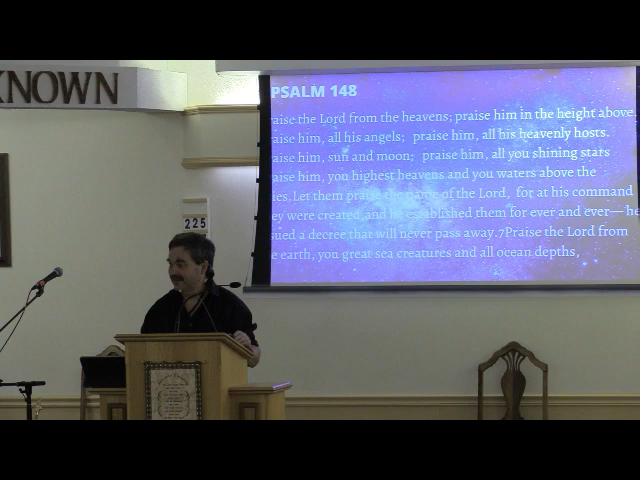 KNOWN
PSALM 148
aise the Lord from the heavens; praise him in the height above.
aise him, all his angels; praise him, all his heavenly hosts.
aise him, sun and moon; praise him, all you shining stars
aise him, you highest heavens and you waters above the
ies. Let them praise the name of the Lord, for at his command
ey were created, and he established them for ever and ever—he
sued a decree that will never pass away.7Praise the Lord from
e earth, you great sea creatures and all ocean depths,
225